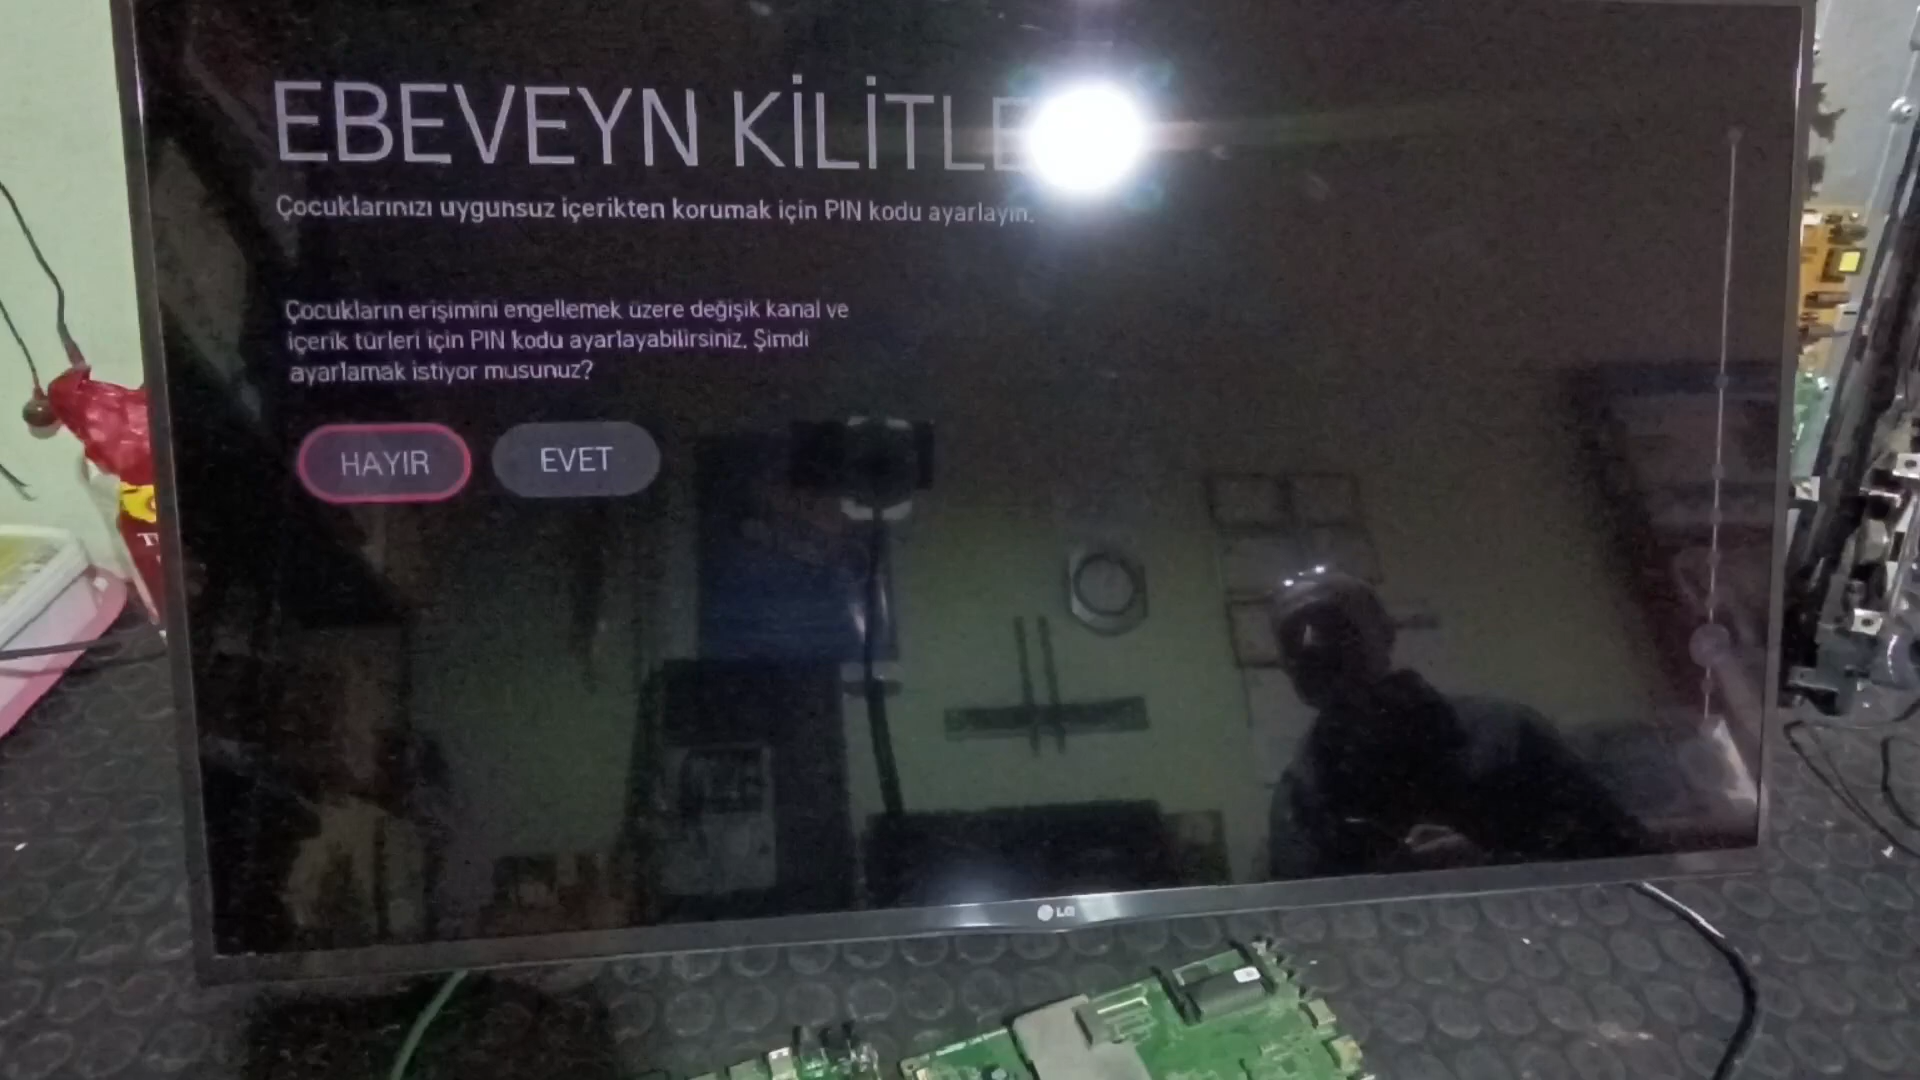 EBEVEYN KİLİTLE
Çocuklarınızı uygunsuz içerikten korumak için PIN kodu ayarlayın.
Çocukların erişimini engellemek üzere değişik kanal ve
içerik türleri için PIN kodu ayarlayabilirsiniz. Şimdi
ayarlamak istiyor musunuz?
HAYIR
EVET
LG